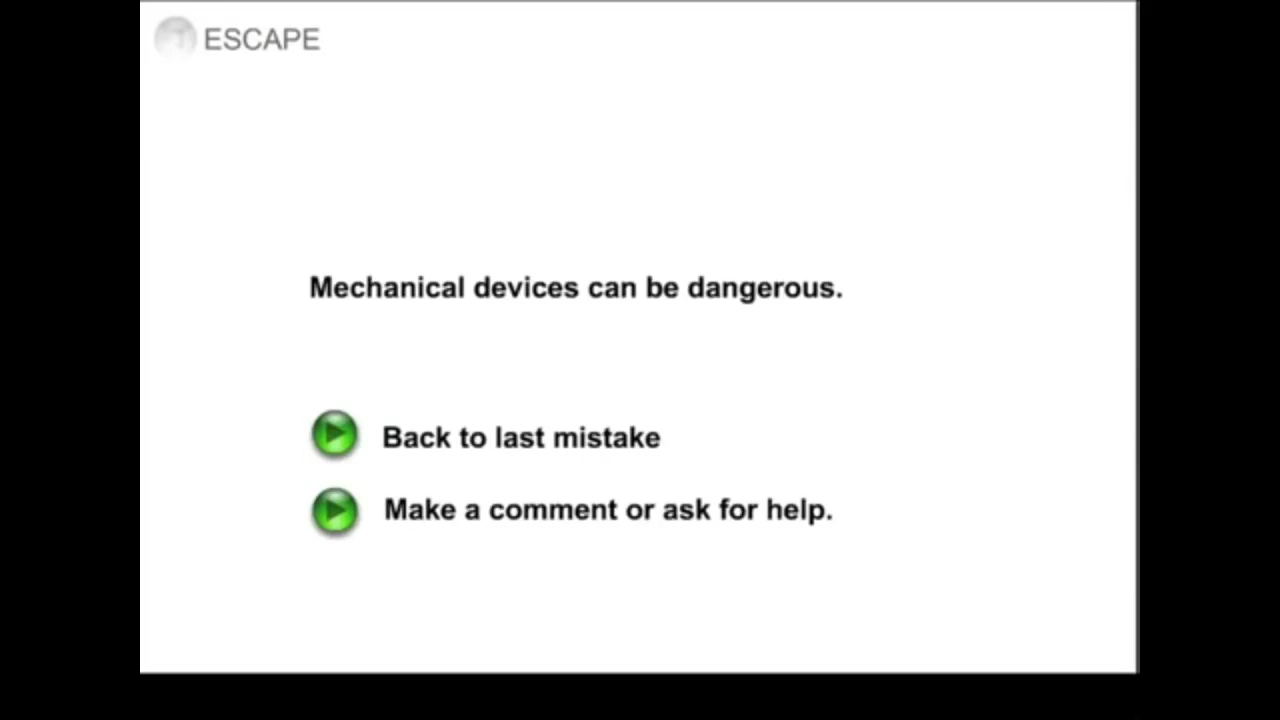 ESCAPE
Mechanical devices can be dangerous.
Back to last mistake
Make a comment or ask for help.